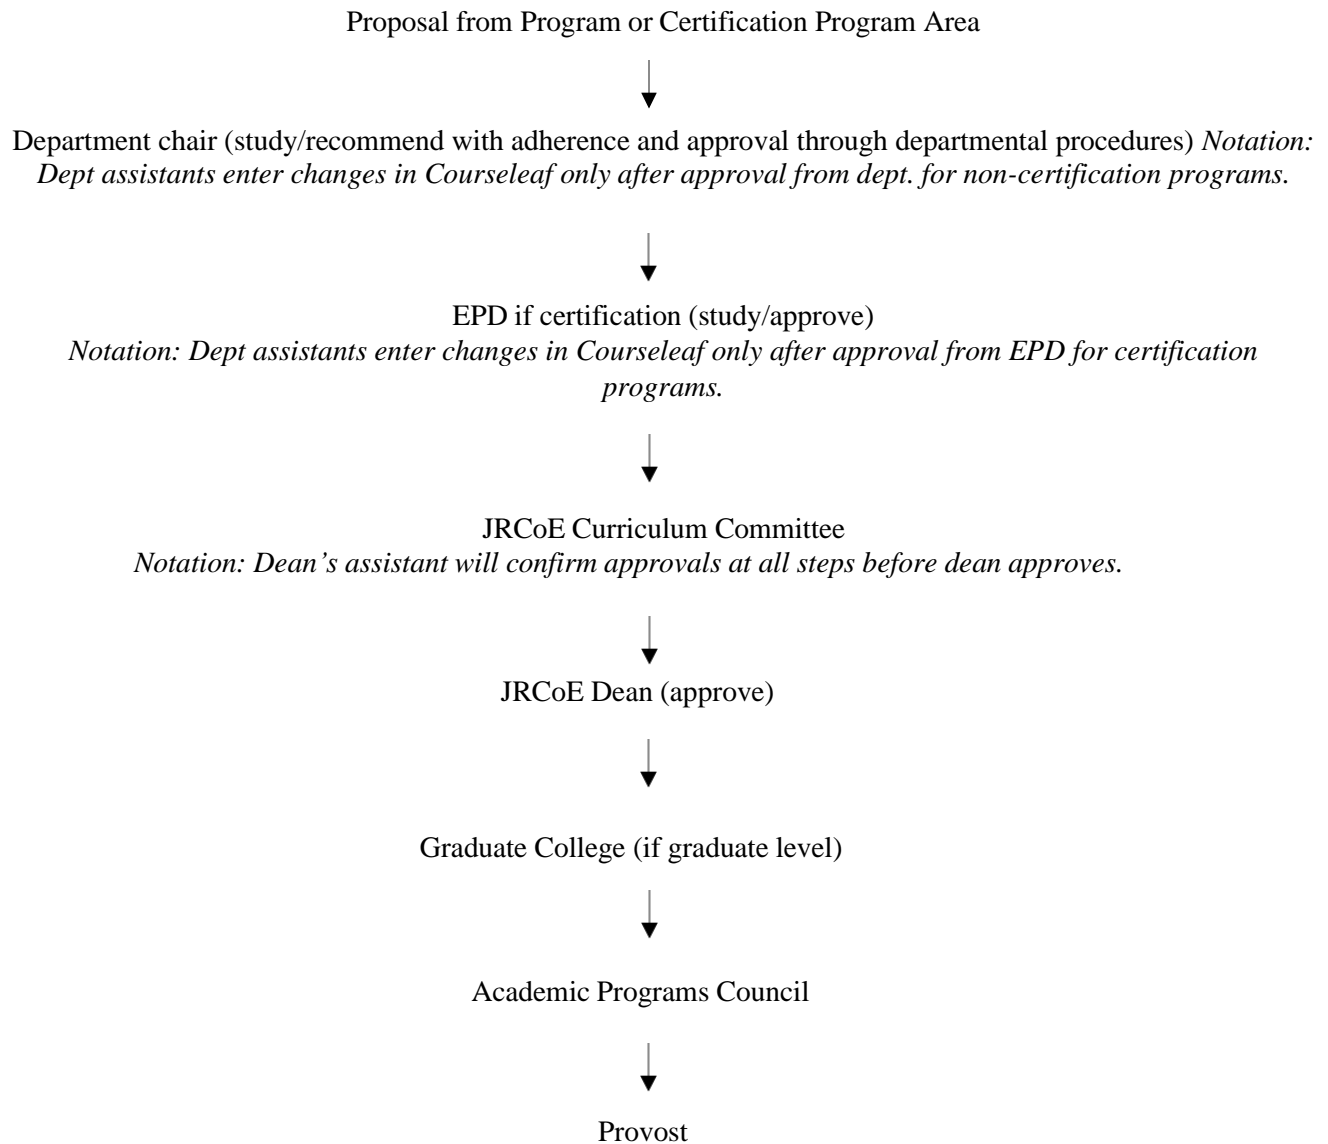 Proposal from Program or Certification Program Area
Department chair (study/recommend with adherence and approval through departmental procedures) Notation:
Dept assistants enter changes in Courseleaf only after approval from dept. for non-certification programs.
EPD if certification (study/approve)
Notation: Dept assistants enter changes in Courseleaf only after approval from EPD for certification
programs.
JRCoE Curriculum Committee
Notation: Dean’s assistant will confirm approvals at all steps before dean approves.
JRCoE Dean (approve)
Graduate College (if graduate level)
Academic Programs Council
Provost